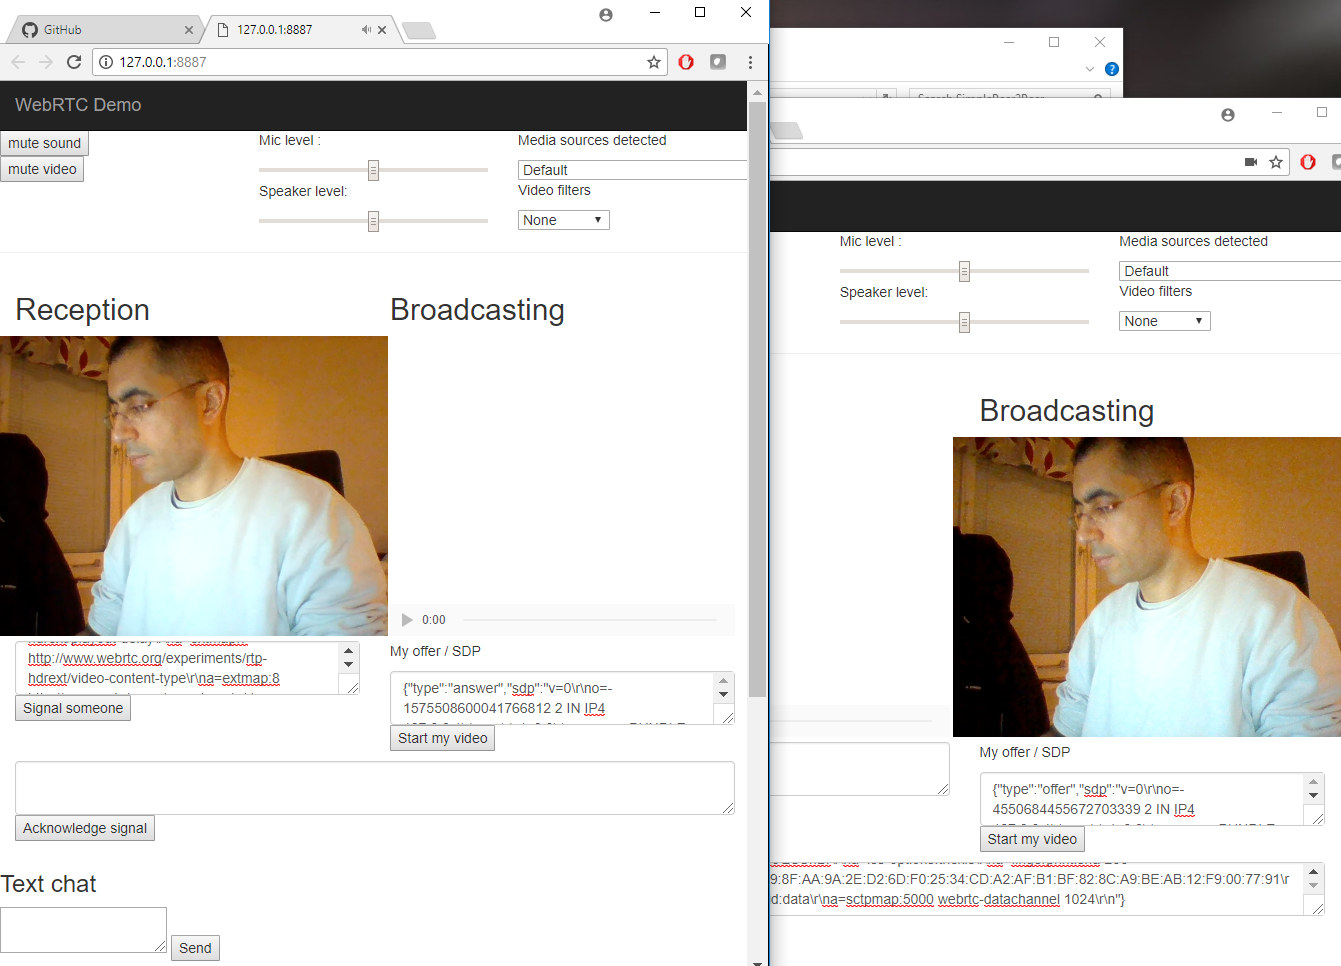 GitHub
127.0.0.1:8887
127.0.0.1:8887
WebRTC Demo
mute sound
mute video
Mic level :
Speaker level:
Media sources detected
Default
Video filters
None
Reception
Broadcasting
0:00
http://www.webrtc.org/experiments/rtp-
hdrext/video-content-type\r\na=extmap:8
Signal someone
My offer / SDP
{"type":"answer","sdp":"v=0\r\no=-
1575508600041766812 2 IN IP4
Start my video
Acknowledge signal
Text chat
Send
Mic level :
Speaker level:
Media sources detected
Default
Video filters
None
Broadcasting
My offer / SDP
{"type":"offer","sdp":"v=0\r\no=-
4550684455672703339 2 IN IP4
Start my video
9:8F:AA:9A:2E:D2:6D:F0:25:34:CD:A2:AF:B1:BF:82:8C:A9:BE:AB:12:F9:00:77:91\r
d:data\r\na=sctpmap:5000 webrtc-datachannel 1024\r\n"}